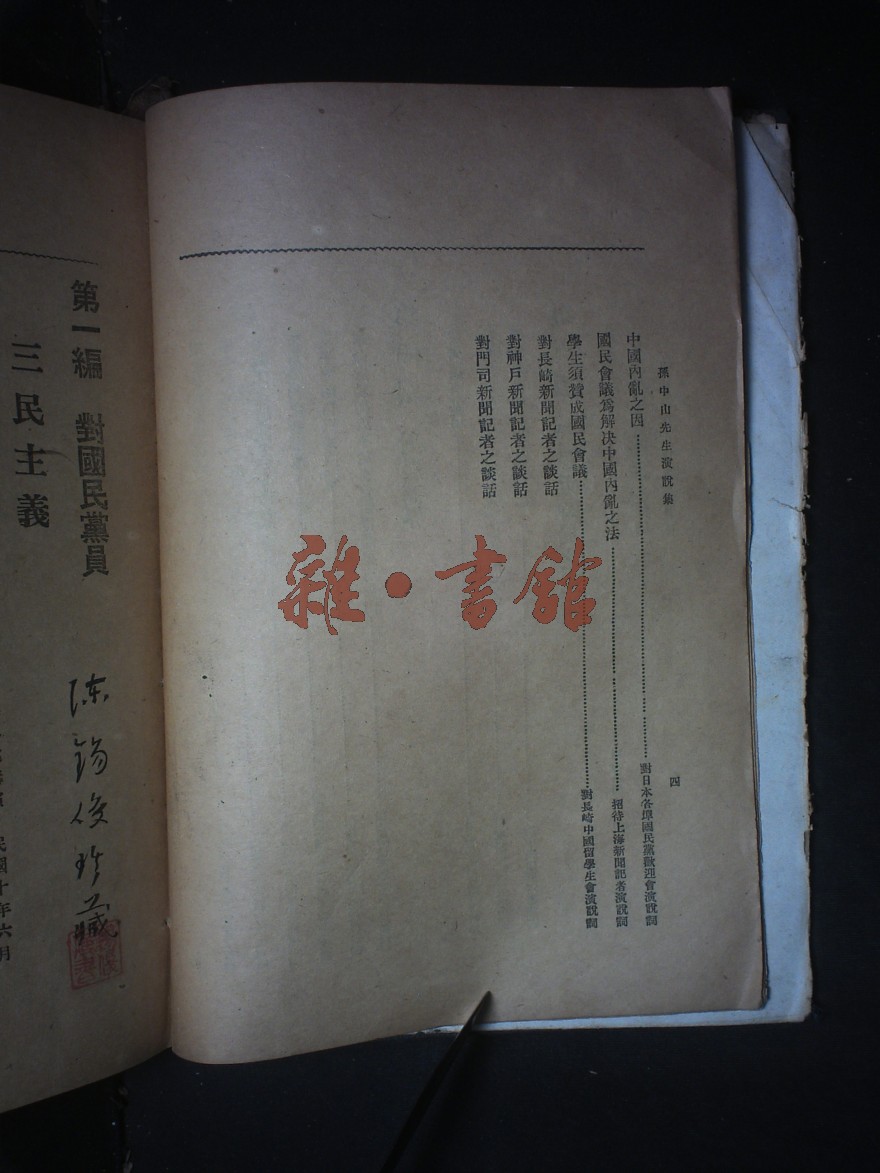 孫中山先生演說集
四
中國內亂之因……對日本各埠國民黨歡迎會演說詞
國民會議爲解決中國內亂之法……招待上海新聞記者演說詞
學生須贊成國民會議……對長崎中國留學生會演說詞
對長崎新聞記者之談話
對神戶新聞記者之談話
對門司新聞記者之談話
雜·書館
第一編 對國民黨員
三民主義
民國十年六月